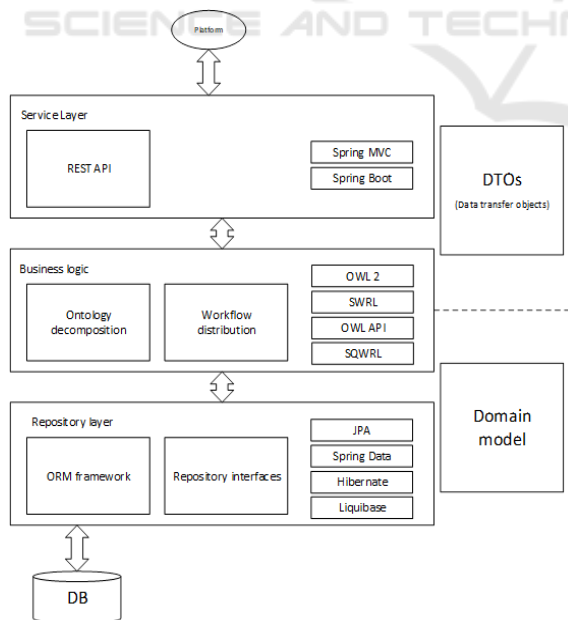 SCIENCE AND TECHN
Platform
Service Layer
REST API
Spring MVC
Spring Boot
DTOs
(Data transfer objects)
Business logic
Ontology
decomposition
Workflow
distribution
OWL 2
SWRL
OWL API
SQWRL
Repository layer
ORM framework
Repository interfaces
JPA
Spring Data
Hibernate
Liquibase
Domain
model
DB